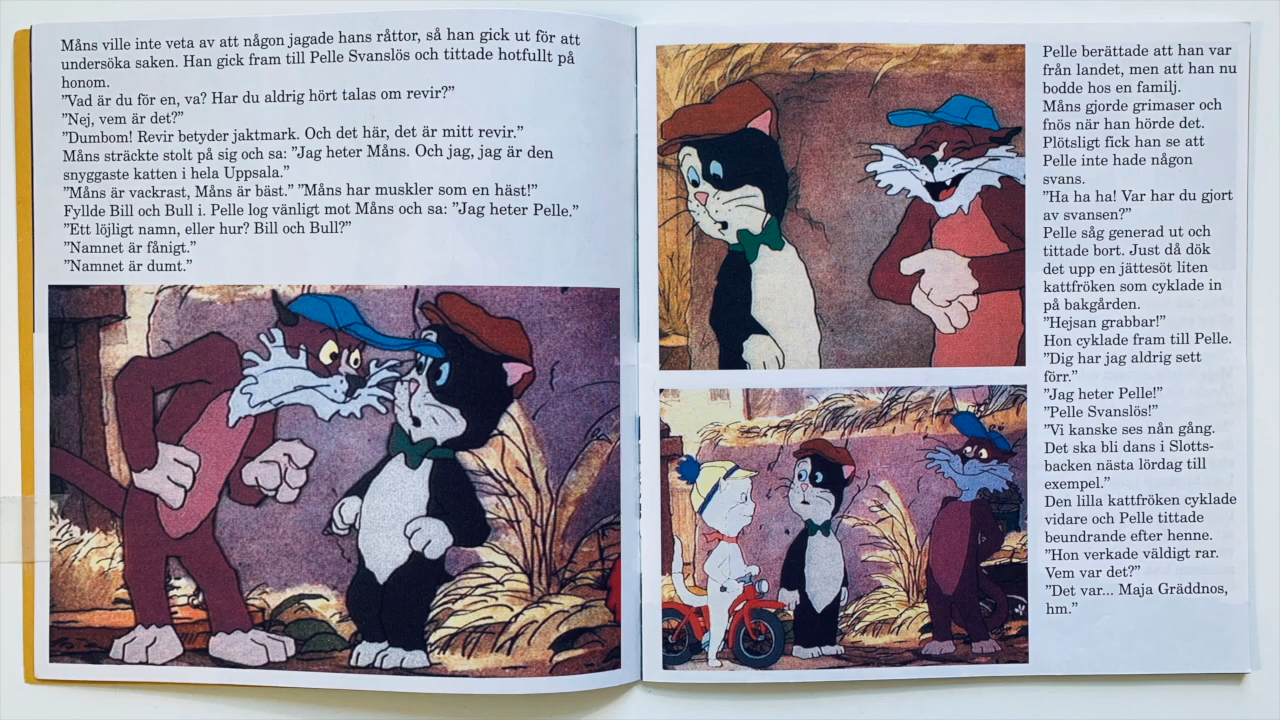 Måns ville inte veta av att någon jagade hans råttor, så han gick ut för att
undersöka saken. Han gick fram till Pelle Svanslös och tittade hotfullt på
honom.
”Vad är du för en, va? Har du aldrig hört talas om revir?”
”Nej, vem är det?”
”Dumbom! Revir betyder jaktmark. Och det här, det är mitt revir.”
Måns sträckte stolt på sig och sa: ”Jag heter Måns. Och jag, jag är den
snyggaste katten i hela Uppsala.”
”Måns är vackrast, Måns är bäst.” ”Måns har muskler som en häst!”
Fyllde Bill och Bull i. Pelle log vänligt mot Måns och sa: ”Jag heter Pelle.”
”Ett löjligt namn, eller hur? Bill och Bull?”
”Namnet är fånigt.”
”Namnet är dumt.”
Pelle berättade att han var
från landet, men att han nu
bodde hos en familj.
Måns gjorde grimaser och
fnös när han hörde det.
Plötsligt fick han se att
Pelle inte hade någon
svans.
”Ha ha ha! Var har du gjort
av svansen?”
Pelle såg generad ut och
tittade bort. Just då dök
det upp en jättesöt liten
kattfröken som cyklade in
på bakgården.
”Hejsan grabbar!”
Hon cyklade fram till Pelle.
”Dig har jag aldrig sett
förr.”
”Jag heter Pelle!”
”Pelle Svanslös!”
”Vi kanske ses nån gång.
Det ska bli dans i Slotts-
backen nästa lördag till
exempel.”
Den lilla kattfröken cyklade
vidare och Pelle tittade
beundrande efter henne.
”Hon verkade väldigt rar.
Vem var det?”
”Det var... Maja Gräddnos,
hm.”